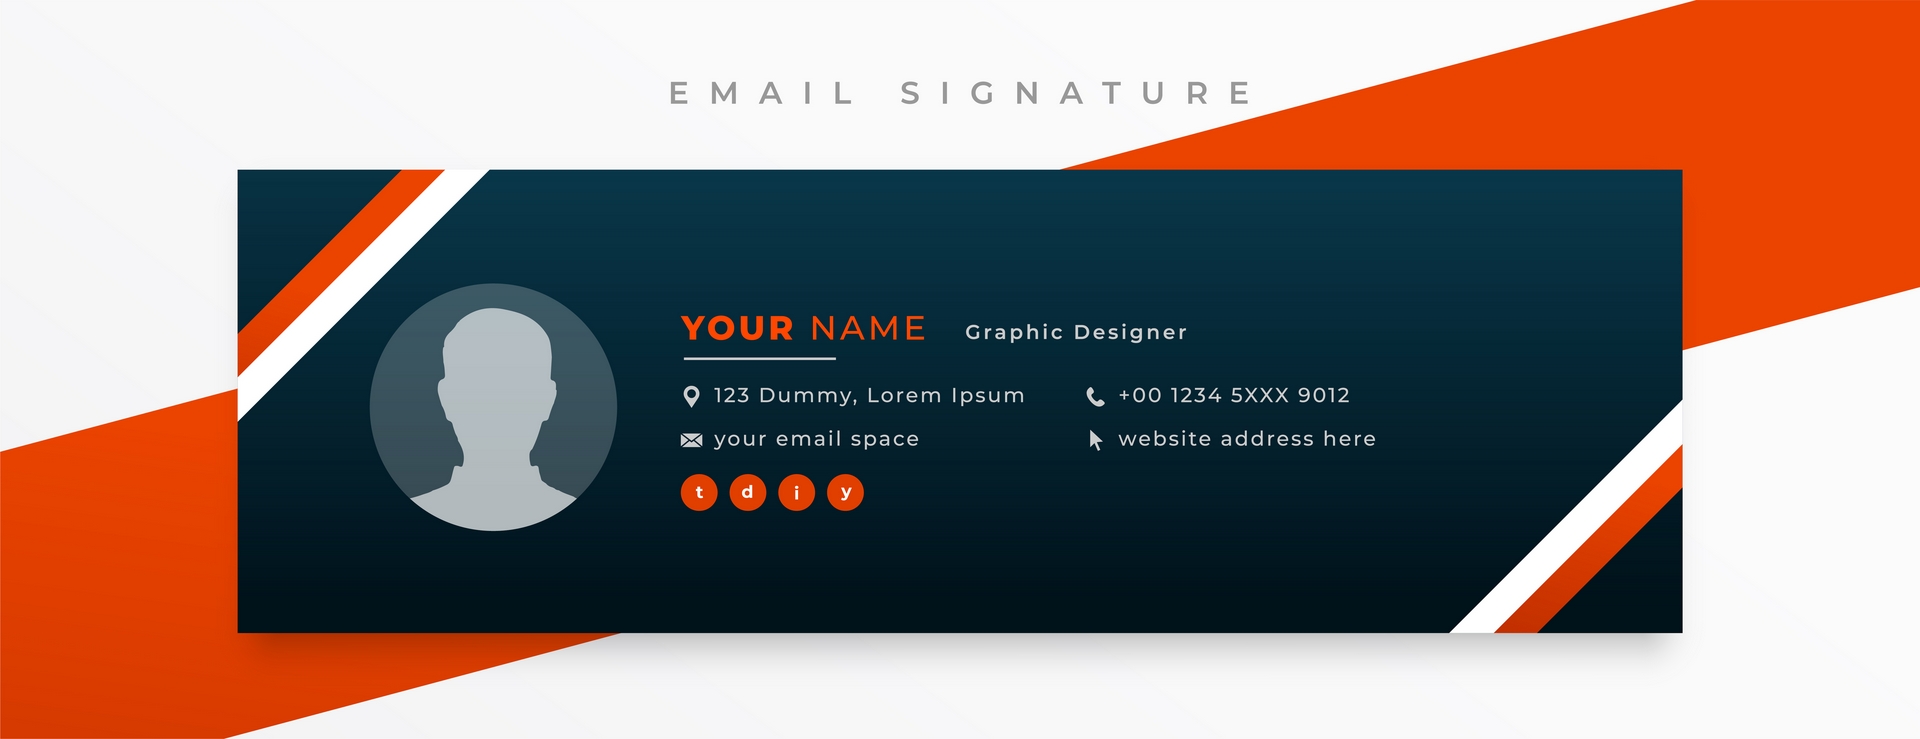 EMAIL SIGNATURE
YOUR NAME Graphic Designer
123 Dummy, Lorem Ipsum +00 1234 5XXX 9012
your email space website address here
t d i y